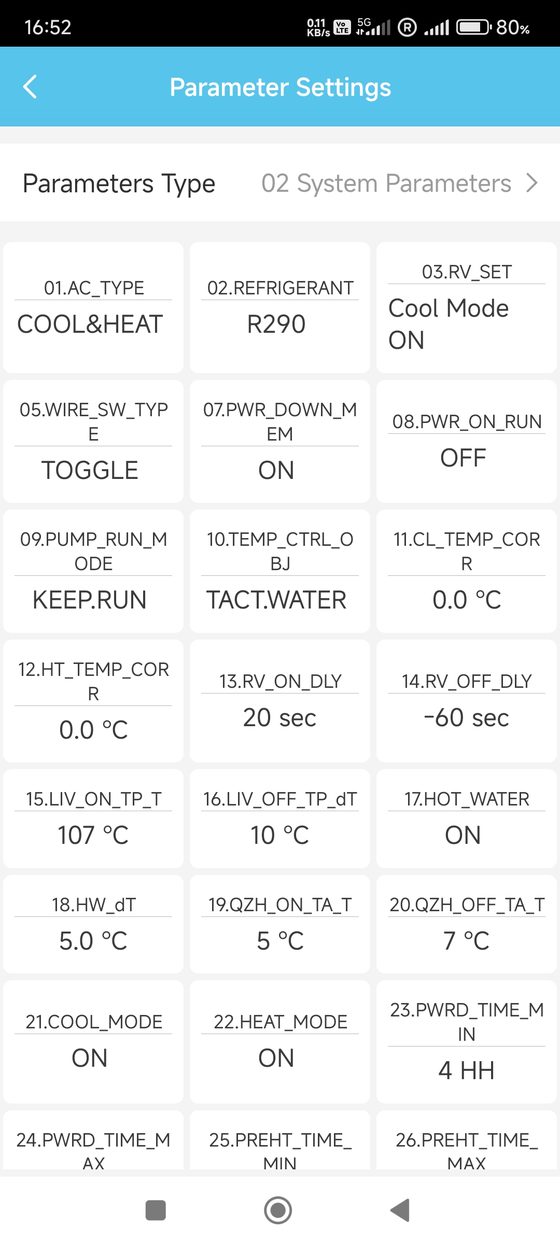 16:52
0.11 KB/s Vo LTE 5G R 80%
Parameter Settings
Parameters Type 02 System Parameters
01.AC_TYPE
COOL&HEAT
02.REFRIGERANT
R290
03.RV_SET
Cool Mode
ON
05.WIRE_SW_TYP
E
TOGGLE
07.PWR_DOWN_M
EM
ON
08.PWR_ON_RUN
OFF
09.PUMP_RUN_M
ODE
KEEP.RUN
10.TEMP_CTRL_O
BJ
TACT.WATER
11.CL_TEMP_COR
R
0.0 °C
12.HT_TEMP_COR
R
0.0 °C
13.RV_ON_DLY
20 sec
14.RV_OFF_DLY
-60 sec
15.LIV_ON_TP_T
107 °C
16.LIV_OFF_TP_dT
10 °C
17.HOT_WATER
ON
18.HW_dT
5.0 °C
19.QZH_ON_TA_T
5 °C
20.QZH_OFF_TA_T
7 °C
21.COOL_MODE
ON
22.HEAT_MODE
ON
23.PWRD_TIME_M
IN
4 HH
24.PWRD_TIME_M
AX
25.PREHT_TIME_
MIN
26.PREHT_TIME_
MAX